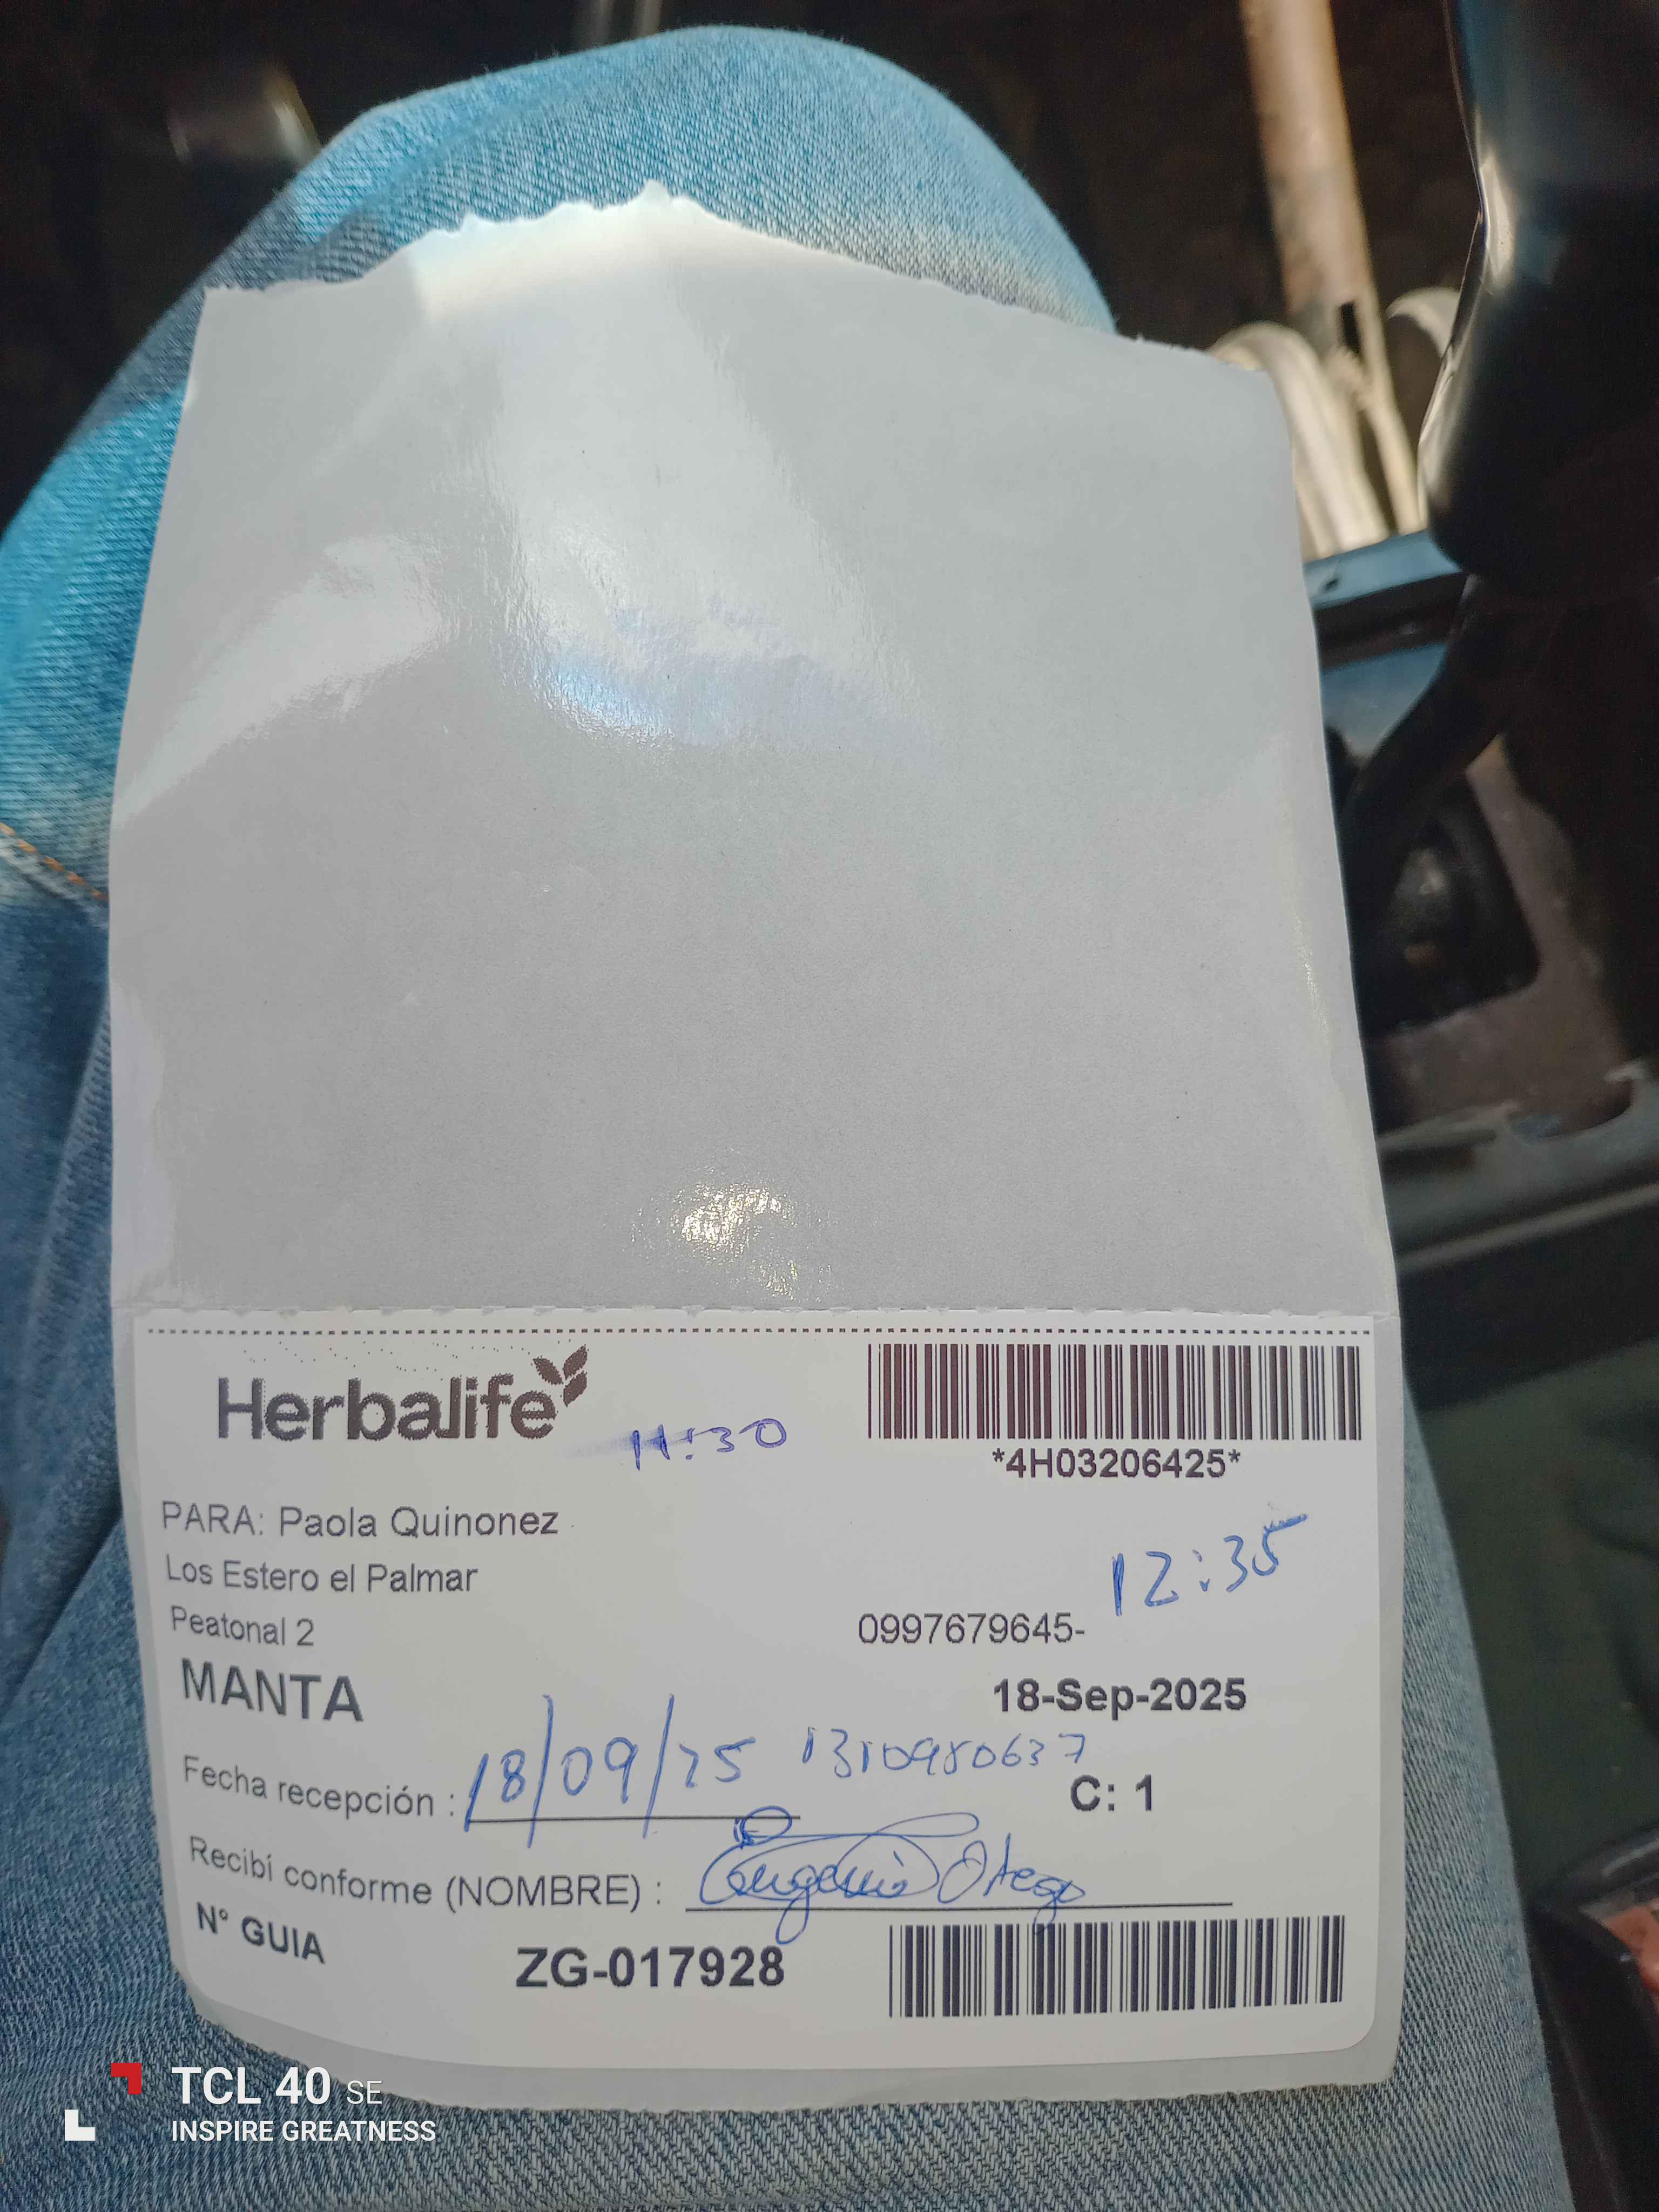 Herbalife
11:30
*4H03206425*
PARA: Paola Quinonez
12:35
Los Estero el Palmar
Peatonal 2
0997679645-
MANTA
18-Sep-2025
Fecha recepción : 18/09/25 1310980637
C: 1
Recibí conforme (NOMBRE) : Eugenio
N° GUIA ZG-017928
TCL 40 SE
INSPIRE GREATNESS